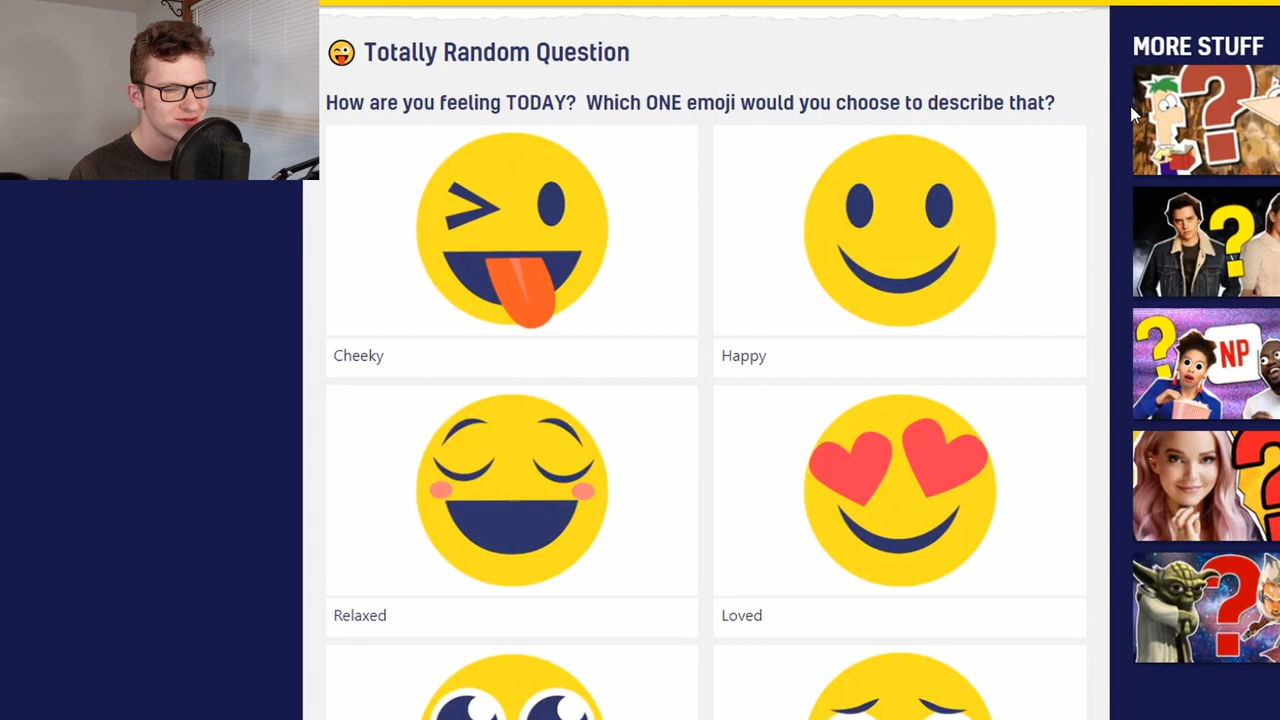 Totally Random Question
How are you feeling TODAY? Which ONE emoji would you choose to describe that?
Cheeky
Happy
Relaxed
Loved
MORE STUFF
?
?
?
NP
?
?